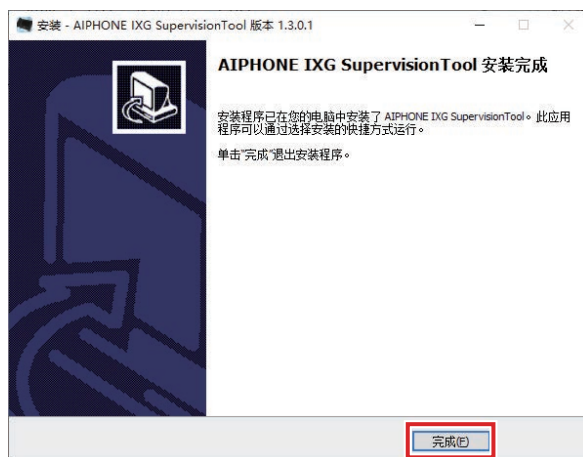 安装 - AIPHONE IXG SupervisionTool 版本 1.3.0.1
AIPHONE IXG SupervisionTool 安装完成
安装程序已在您的电脑中安装了 AIPHONE IXG SupervisionTool。此应用
程序可以通过选择安装的快捷方式运行。
单击“完成”退出安装程序。
完成(F)